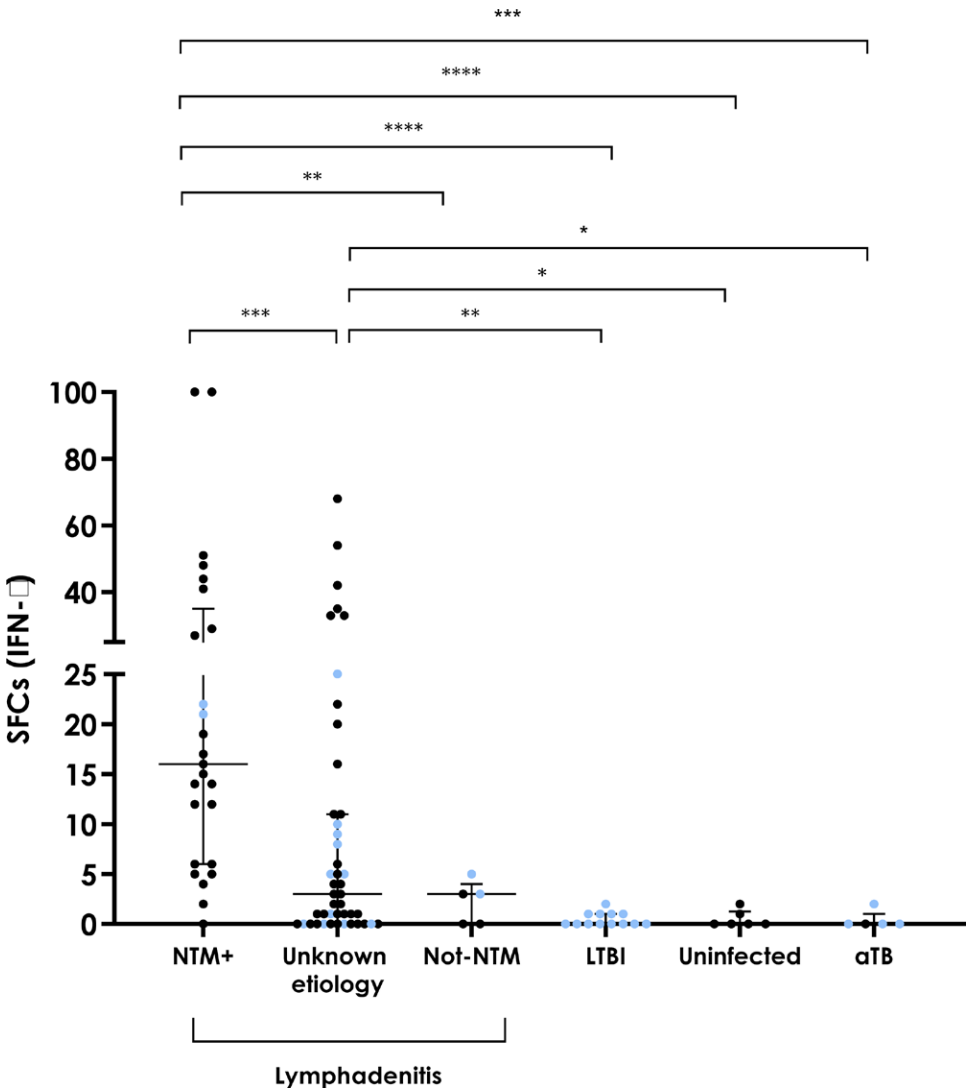 ***
****
****
**
*
*
***
**
100
80
60
40
25
20
15
10
5
0
SFCs (IFN-□)
NTM+
Unknown etiology
Not-NTM
LTBI
Uninfected
aTB
Lymphadenitis